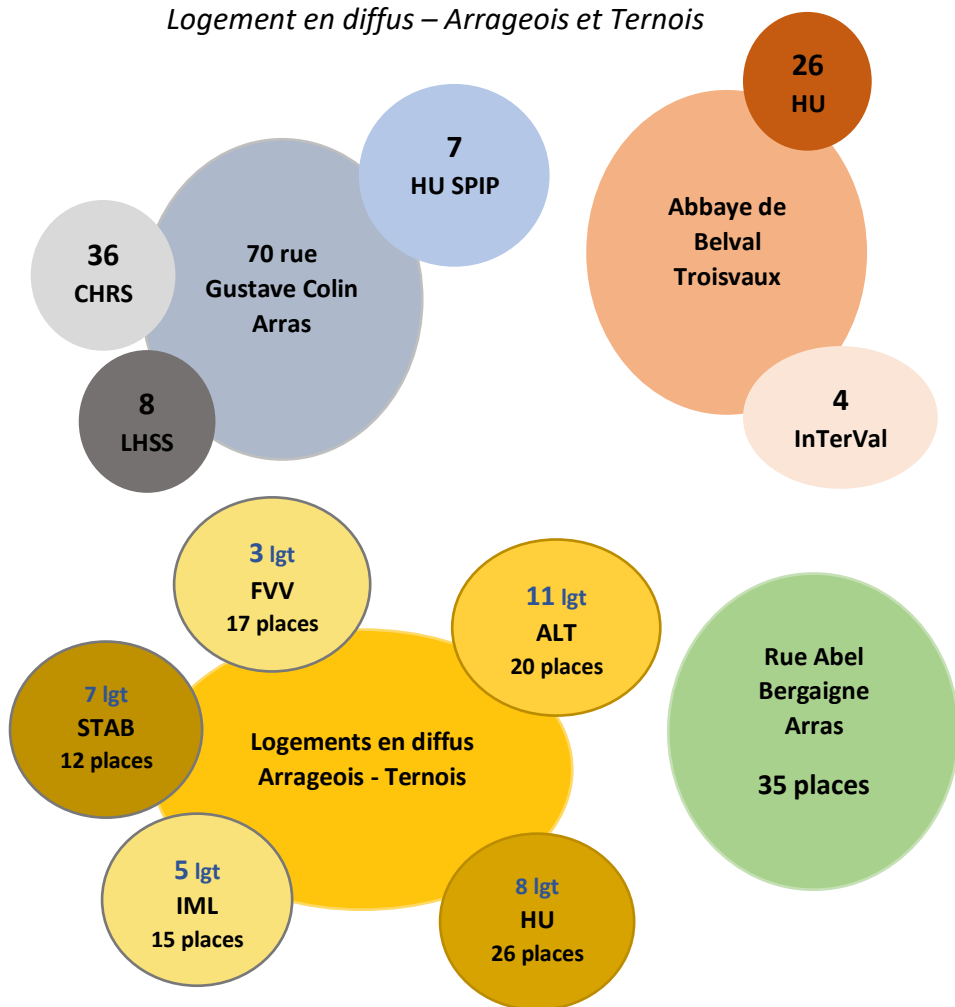 Logement en diffus – Arrageois et Ternois
26
HU
7
HU SPIP
Abbaye de
Belval
Troisvaux
36
CHRS
70 rue
Gustave Colin
Arras
8
LHSS
4
InTerVal
3 lgt
FVV
17 places
11 lgt
ALT
20 places
7 lgt
STAB
12 places
Logements en diffus
Arrageois - Ternois
Rue Abel
Bergaigne
Arras
35 places
5 lgt
IML
15 places
8 lgt
HU
26 places